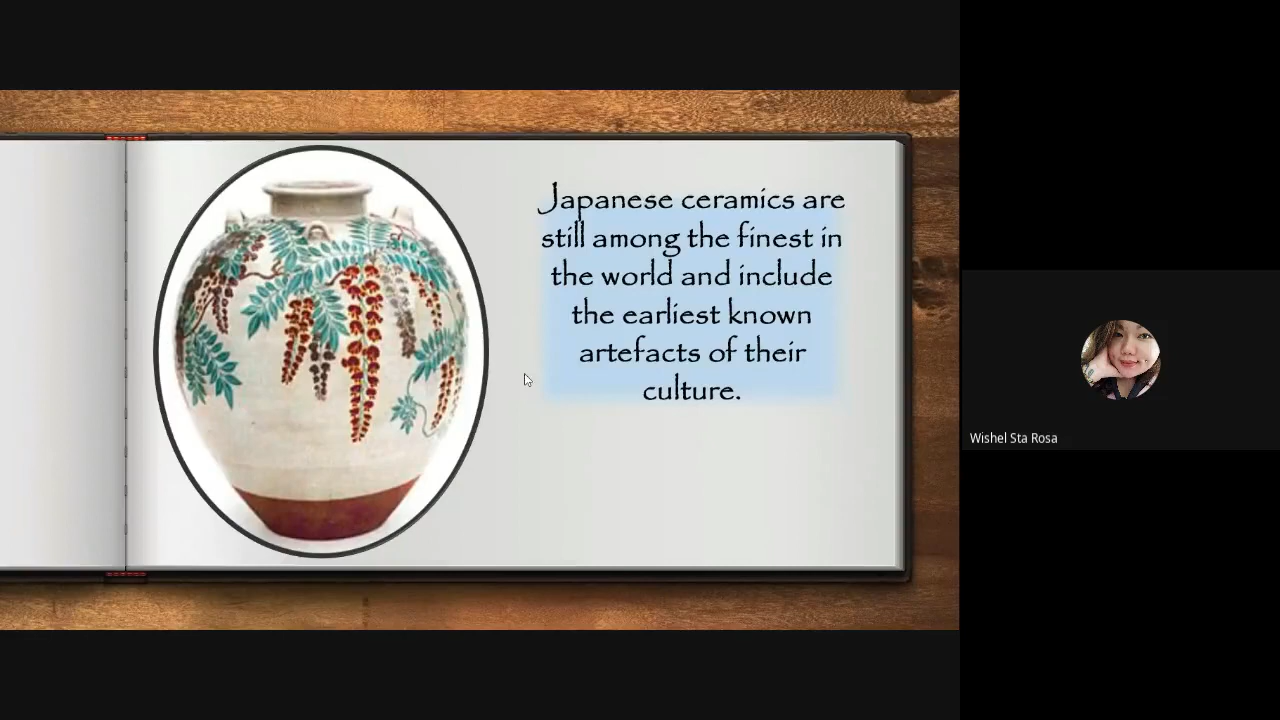 Japanese ceramics are
still among the finest in
the world and include
the earliest known
artefacts of their
culture.
Wishel Sta Rosa